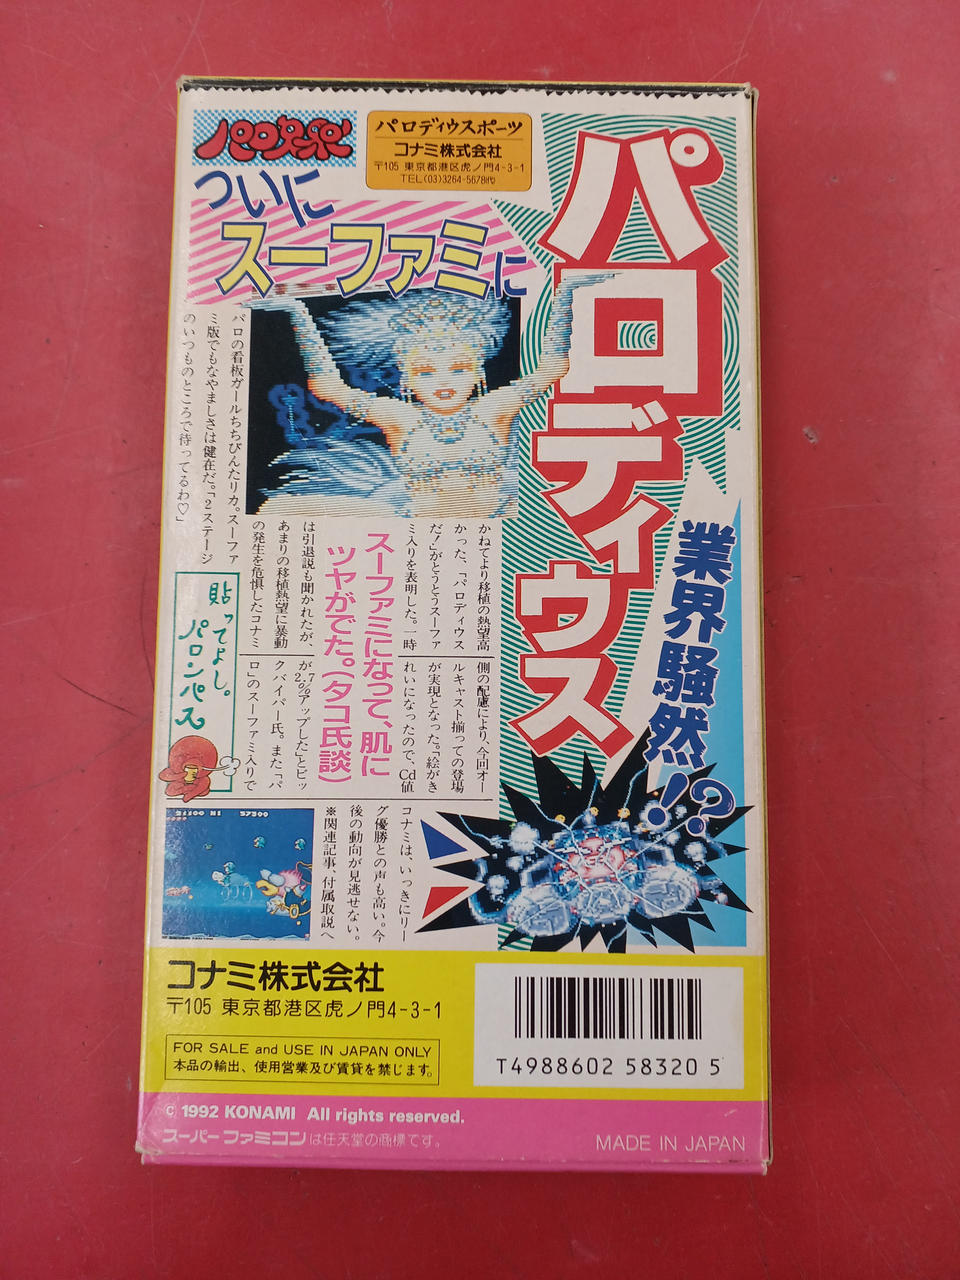 パロディウスポーツ
コナミ株式会社
〒105 東京都港区虎ノ門4-3-1
TEL(03)3264-5678㈹
ついに
スーファミに
パロディウス
業界騒然!?
パロの看板ガールちちびんたリカ。スーファ
ミ版でもなやましさは健在だ。「2ステージ
のいつものところで待ってるわ♡」
かねてより移植の熱望高
かった、「パロディウス
だ!」がとうとうスーファ
ミ入りを表明した。一時
スーファミになって、肌に
ツヤがでた。(タコ氏談)
は引退説も聞かれたが、
あまりの移植熱望に暴動
の発生を危惧したコナミ
側の配慮により、今回オー
ルキャスト揃っての登場
が実現となった。「絵がき
れいになったので、Cd値
が.7%アップした」とビッ
クバイパー氏。また「パ
ロ」のスーファミ入りで
コナミは、いっきにリー
グ優勝との声も高い。今
後の動向が見逃せない。
※関連記事、付属取説へ
貼ってよし。
パロンパス
コナミ株式会社
〒105 東京都港区虎ノ門4-3-1
FOR SALE and USE IN JAPAN ONLY
本品の輸出、使用営業及び賃貸を禁じます。
T4988602 58320 5
© 1992 KONAMI All rights reserved.
スーパーファミコンは任天堂の商標です。
MADE IN JAPAN